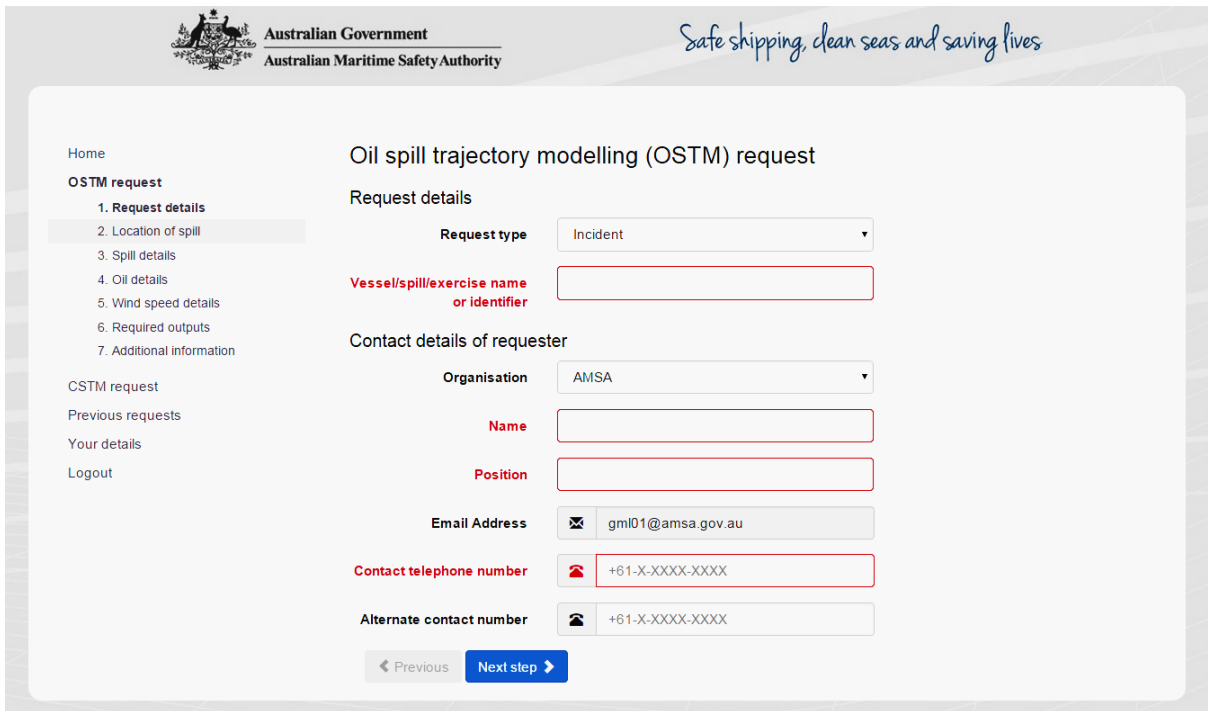 Australian Government
Australian Maritime Safety Authority
Safe shipping, clean seas and saving lives
Home
OSTM request
1. Request details
2. Location of spill
3. Spill details
4. Oil details
5. Wind speed details
6. Required outputs
7. Additional information
CSTM request
Previous requests
Your details
Logout
Oil spill trajectory modelling (OSTM) request
Request details
Request type Incident
Vessel/spill/exercise name
or identifier
Contact details of requester
Organisation AMSA
Name
Position
Email Address gml01@amsa.gov.au
Contact telephone number +61-X-XXXX-XXXX
Alternate contact number +61-X-XXXX-XXXX
Previous Next step